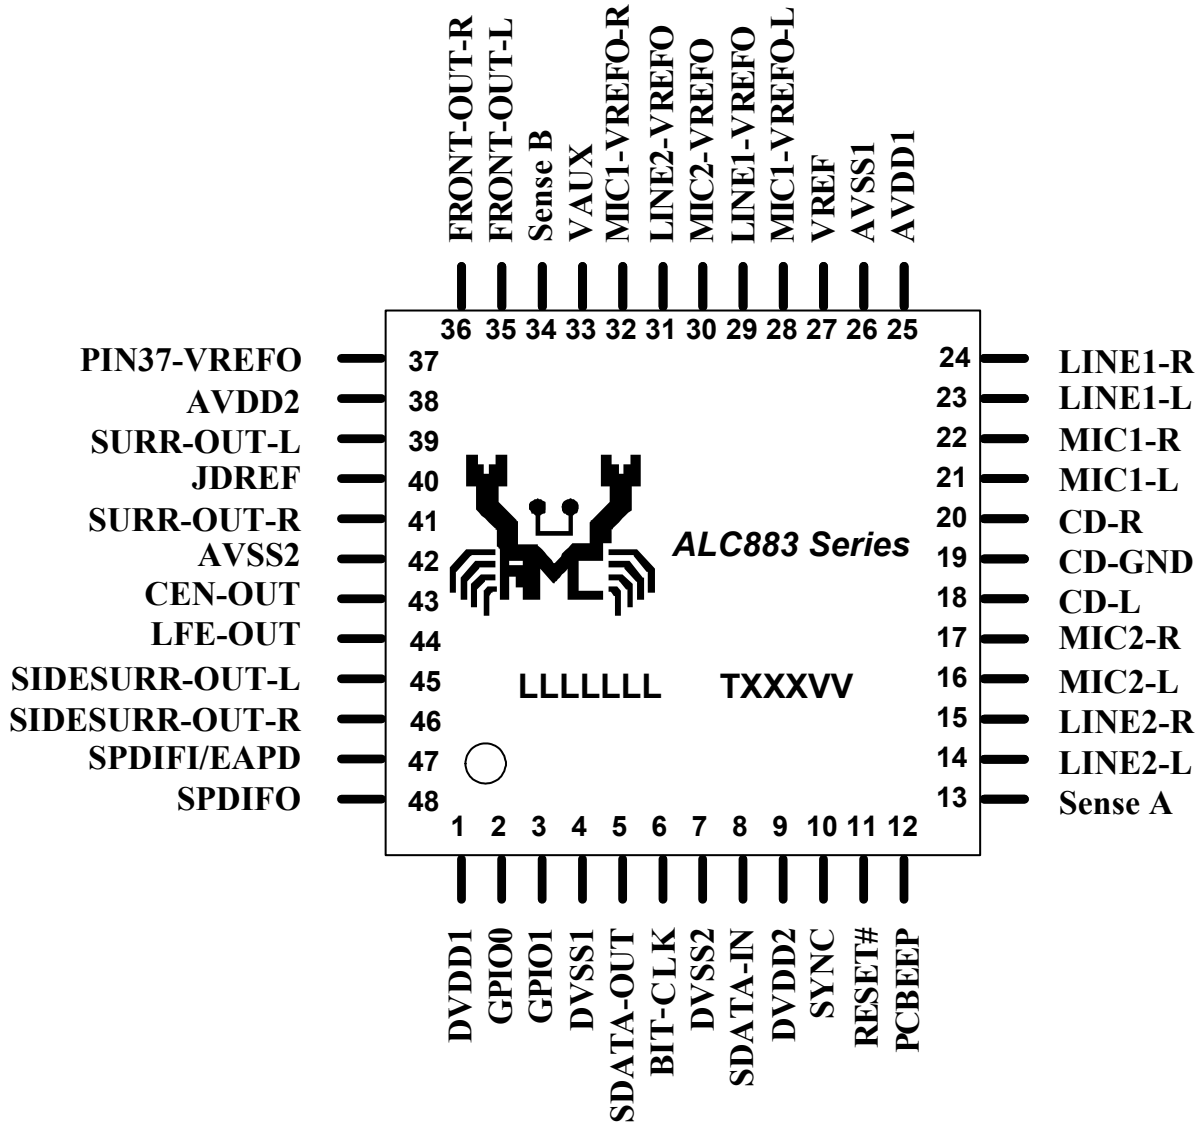 FRONT-OUT-R
FRONT-OUT-L
Sense B
VAUX
MIC1-VREFO-R
LINE2-VREFO
MIC2-VREFO
LINE1-VREFO
MIC1-VREFO-L
VREF
AVSS1
AVDD1
36 35 34 33 32 31 30 29 28 27 26 25
PIN37-VREFO 37
AVDD2 38
SURR-OUT-L 39
JDREF 40
SURR-OUT-R 41
AVSS2 42
CEN-OUT 43
LFE-OUT 44
SIDESURR-OUT-L 45
SIDESURR-OUT-R 46
SPDIFI/EAPD 47
SPDIFO 48
ALC883 Series
LLLLLLL TXXXVV
24 LINE1-R
23 LINE1-L
22 MIC1-R
21 MIC1-L
20 CD-R
19 CD-GND
18 CD-L
17 MIC2-R
16 MIC2-L
15 LINE2-R
14 LINE2-L
13 Sense A
1 2 3 4 5 6 7 8 9 10 11 12
DVDD1
GPIO0
GPIO1
DVSS1
SDATA-OUT
BIT-CLK
DVSS2
SDATA-IN
DVDD2
SYNC
RESET#
PCBEEP